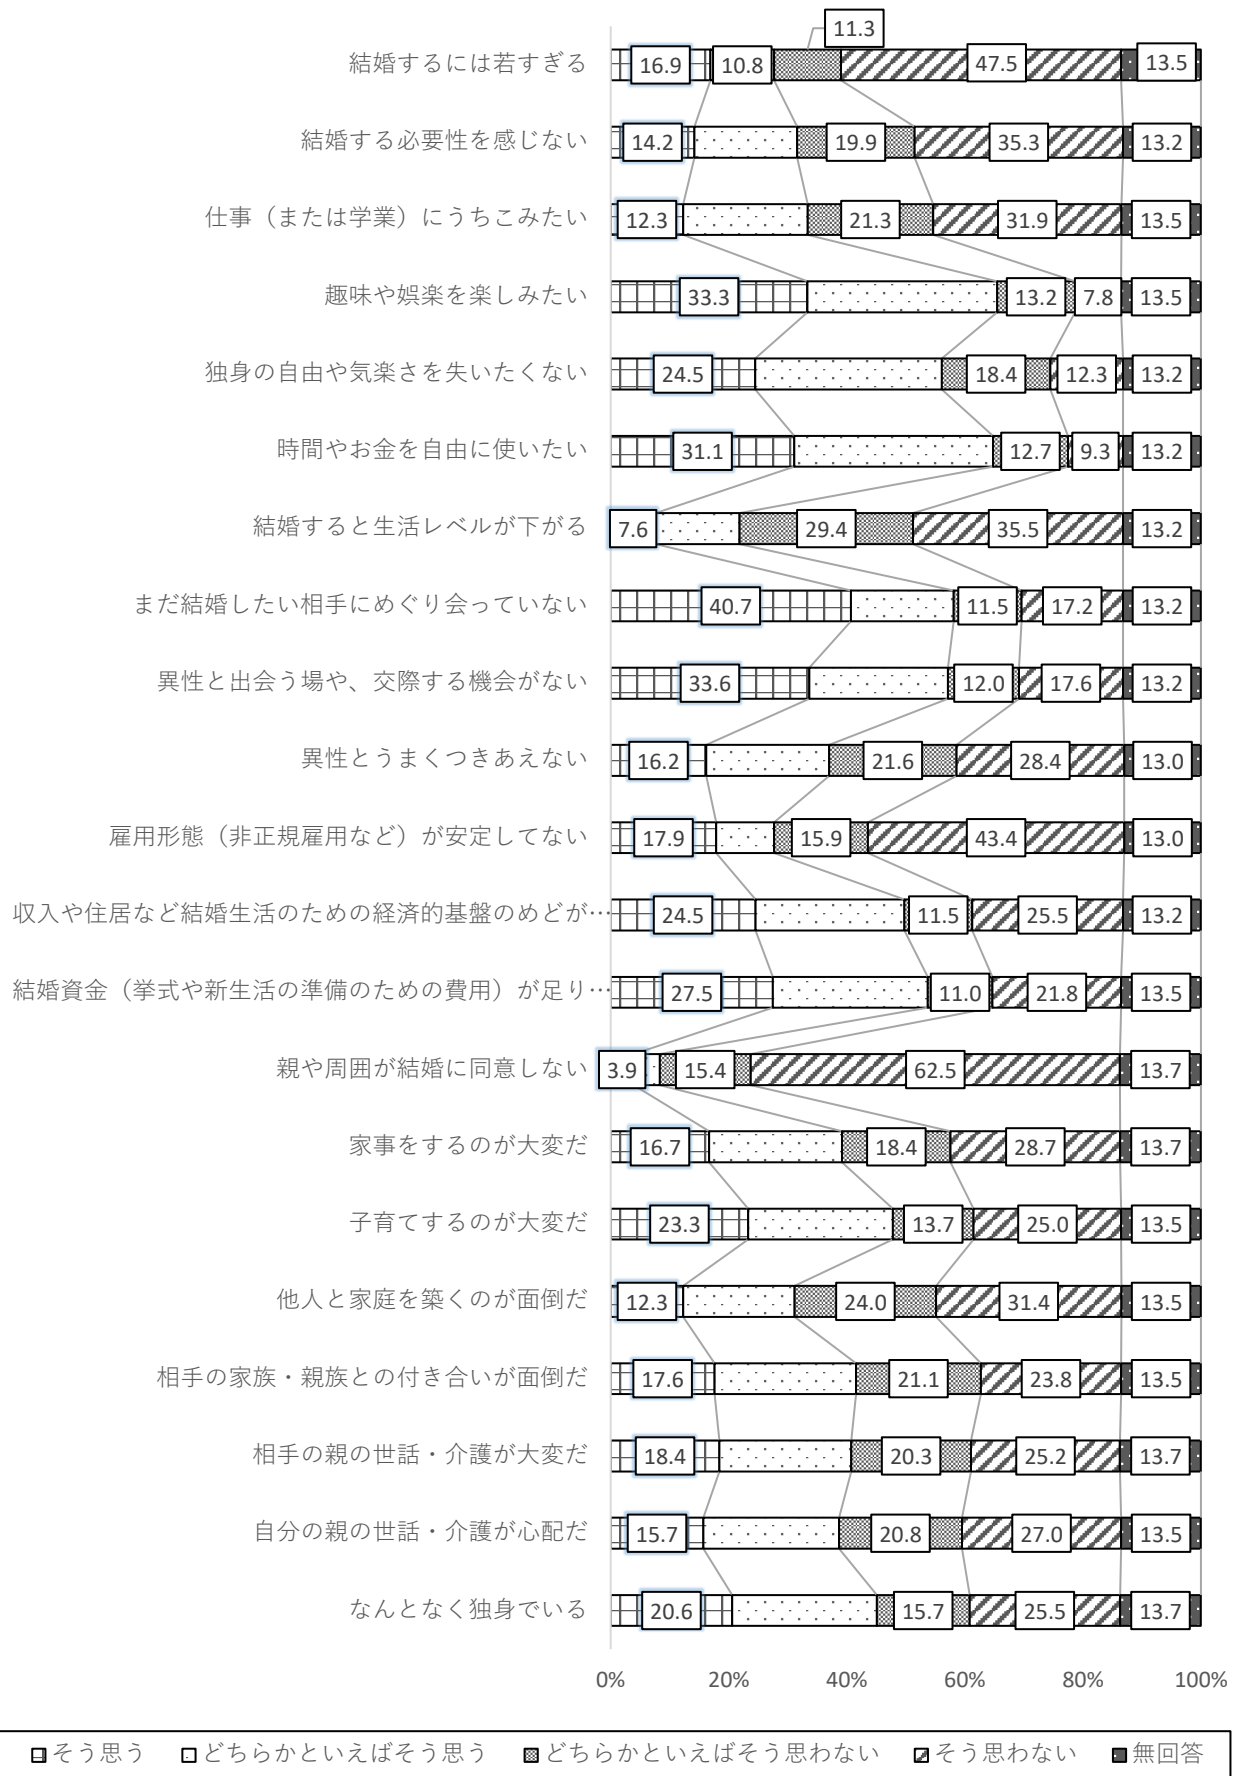 11.3
結婚するには若すぎる 16.9 10.8 47.5 13.5
結婚する必要性を感じない 14.2 19.9 35.3 13.2
仕事（または学業）にうちこみたい 12.3 21.3 31.9 13.5
趣味や娯楽を楽しみたい 33.3 13.2 7.8 13.5
独身の自由や気楽さを失いたくない 24.5 18.4 12.3 13.2
時間やお金を自由に使いたい 31.1 12.7 9.3 13.2
結婚すると生活レベルが下がる 7.6 29.4 35.5 13.2
まだ結婚したい相手にめぐり会っていない 40.7 11.5 17.2 13.2
異性と出会う場や、交際する機会がない 33.6 12.0 17.6 13.2
異性とうまくつきあえない 16.2 21.6 28.4 13.0
雇用形態（非正規雇用など）が安定してない 17.9 15.9 43.4 13.0
収入や住居など結婚生活のための経済的基盤のめどが… 24.5 11.5 25.5 13.2
結婚資金（挙式や新生活の準備のための費用）が足り… 27.5 11.0 21.8 13.5
親や周囲が結婚に同意しない 3.9 15.4 62.5 13.7
家事をするのが大変だ 16.7 18.4 28.7 13.7
子育てするのが大変だ 23.3 13.7 25.0 13.5
他人と家庭を築くのが面倒だ 12.3 24.0 31.4 13.5
相手の家族・親族との付き合いが面倒だ 17.6 21.1 23.8 13.5
相手の親の世話・介護が大変だ 18.4 20.3 25.2 13.7
自分の親の世話・介護が心配だ 15.7 20.8 27.0 13.5
なんとなく独身でいる 20.6 15.7 25.5 13.7
0% 20% 40% 60% 80% 100%
そう思う どちらかといえばそう思う どちらかといえばそう思わない そう思わない 無回答